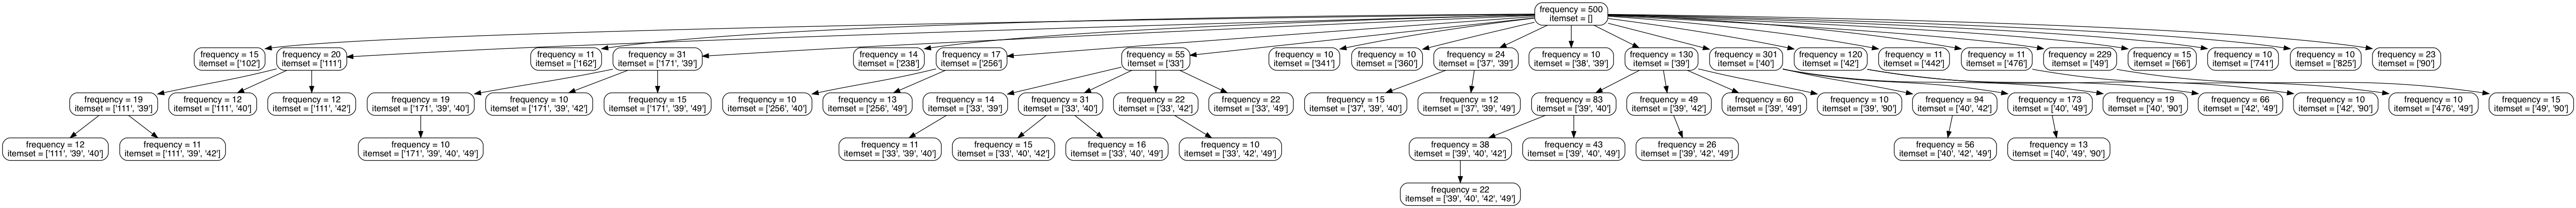 frequency = 500
itemset = []
frequency = 15
itemset = ['102']
frequency = 20
itemset = ['111']
frequency = 11
itemset = ['162']
frequency = 31
itemset = ['171', '39']
frequency = 14
itemset = ['238']
frequency = 17
itemset = ['256']
frequency = 55
itemset = ['33']
frequency = 10
itemset = ['341']
frequency = 10
itemset = ['360']
frequency = 24
itemset = ['37', '39']
frequency = 10
itemset = ['38', '39']
frequency = 130
itemset = ['39']
frequency = 301
itemset = ['40']
frequency = 120
itemset = ['42']
frequency = 11
itemset = ['442']
frequency = 11
itemset = ['476']
frequency = 229
itemset = ['49']
frequency = 15
itemset = ['66']
frequency = 10
itemset = ['741']
frequency = 10
itemset = ['825']
frequency = 23
itemset = ['90']
frequency = 19
itemset = ['111', '39']
frequency = 12
itemset = ['111', '40']
frequency = 12
itemset = ['111', '42']
frequency = 19
itemset = ['171', '39', '40']
frequency = 10
itemset = ['171', '39', '42']
frequency = 15
itemset = ['171', '39', '49']
frequency = 10
itemset = ['256', '40']
frequency = 13
itemset = ['256', '49']
frequency = 14
itemset = ['33', '39']
frequency = 31
itemset = ['33', '40']
frequency = 22
itemset = ['33', '42']
frequency = 22
itemset = ['33', '49']
frequency = 15
itemset = ['37', '39', '40']
frequency = 12
itemset = ['37', '39', '49']
frequency = 83
itemset = ['39', '40']
frequency = 49
itemset = ['39', '42']
frequency = 60
itemset = ['39', '49']
frequency = 10
itemset = ['39', '90']
frequency = 94
itemset = ['40', '42']
frequency = 173
itemset = ['40', '49']
frequency = 19
itemset = ['40', '90']
frequency = 66
itemset = ['42', '49']
frequency = 10
itemset = ['42', '90']
frequency = 10
itemset = ['476', '49']
frequency = 15
itemset = ['49', '90']
frequency = 12
itemset = ['111', '39', '40']
frequency = 11
itemset = ['111', '39', '42']
frequency = 10
itemset = ['171', '39', '40', '49']
frequency = 11
itemset = ['33', '39', '40']
frequency = 15
itemset = ['33', '40', '42']
frequency = 16
itemset = ['33', '40', '49']
frequency = 10
itemset = ['33', '42', '49']
frequency = 38
itemset = ['39', '40', '42']
frequency = 43
itemset = ['39', '40', '49']
frequency = 26
itemset = ['39', '42', '49']
frequency = 56
itemset = ['40', '42', '49']
frequency = 13
itemset = ['40', '49', '90']
frequency = 22
itemset = ['39', '40', '42', '49']